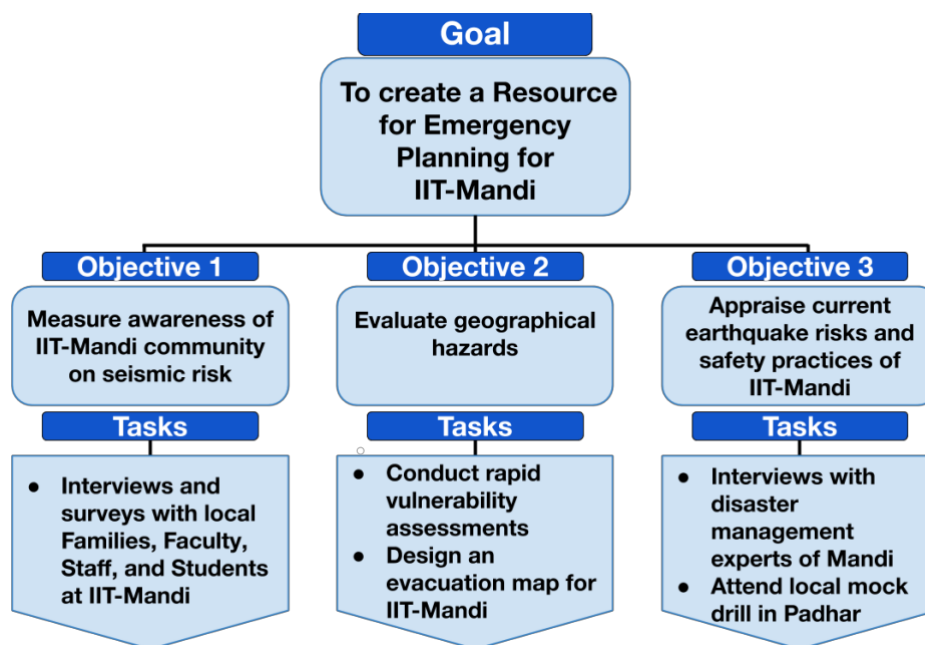 Goal
To create a Resource
for Emergency
Planning for
IIT-Mandi
Objective 1
Measure awareness of
IIT-Mandi community
on seismic risk
Tasks
● Interviews and
surveys with local
Families, Faculty,
Staff, and Students
at IIT-Mandi
Objective 2
Evaluate geographical
hazards
Tasks
● Conduct rapid
vulnerability
assessments
● Design an
evacuation map for
IIT-Mandi
Objective 3
Appraise current
earthquake risks and
safety practices of
IIT-Mandi
Tasks
● Interviews with
disaster
management
experts of Mandi
● Attend local mock
drill in Padhar